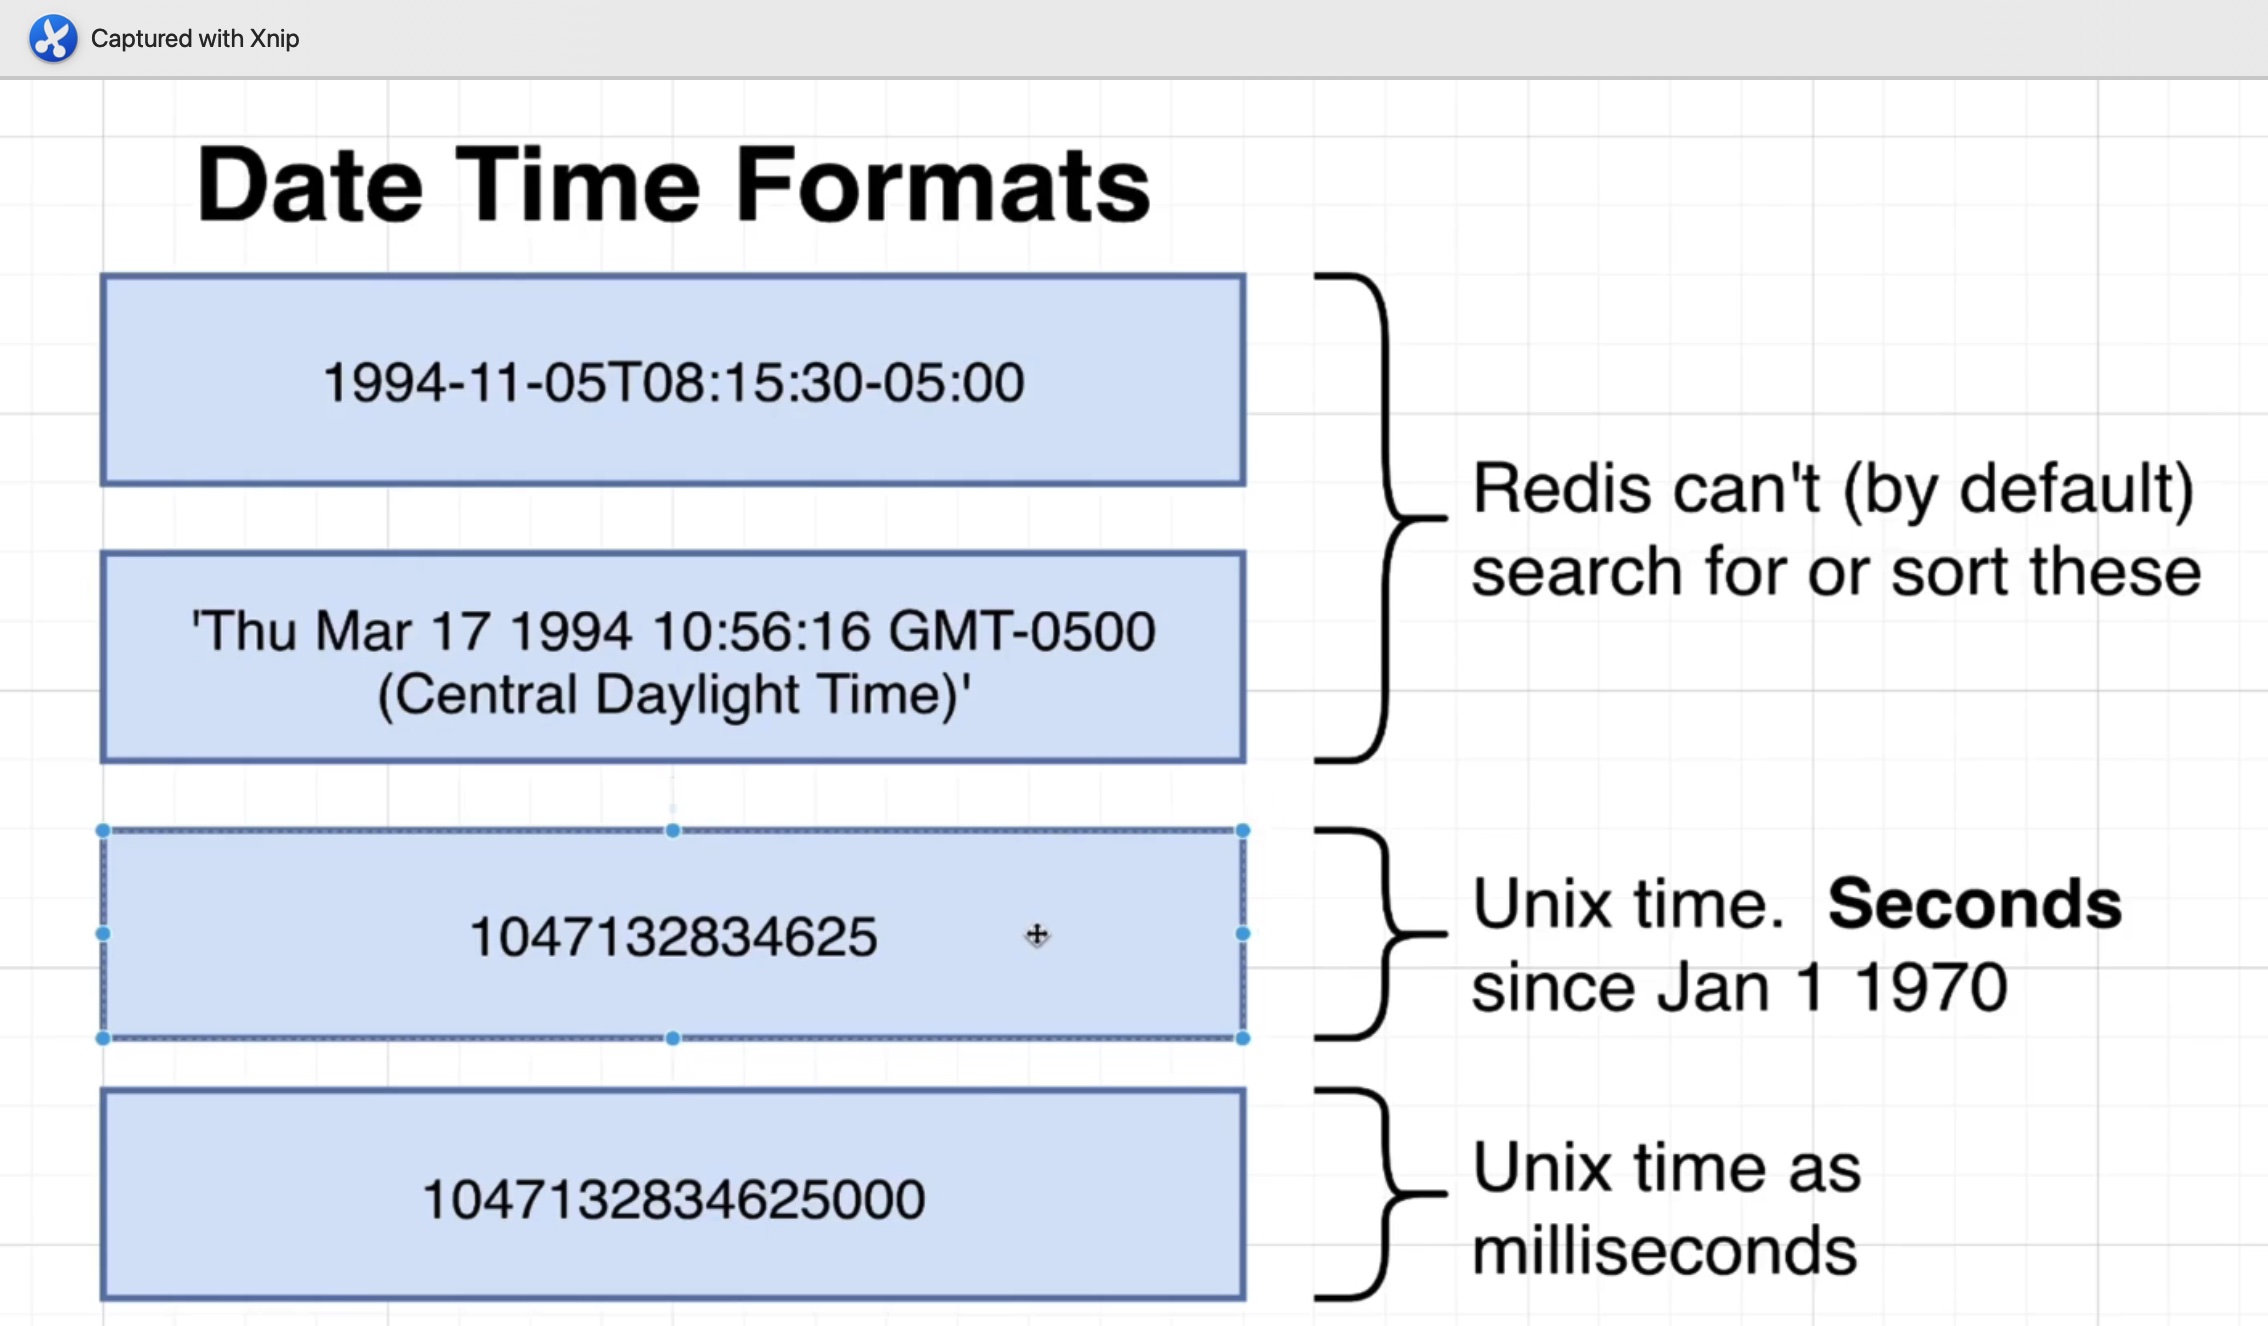 Captured with Xnip
Date Time Formats
1994-11-05T08:15:30-05:00
'Thu Mar 17 1994 10:56:16 GMT-0500
(Central Daylight Time)'
Redis can't (by default)
search for or sort these
1047132834625
Unix time. Seconds
since Jan 1 1970
1047132834625000
Unix time as
milliseconds